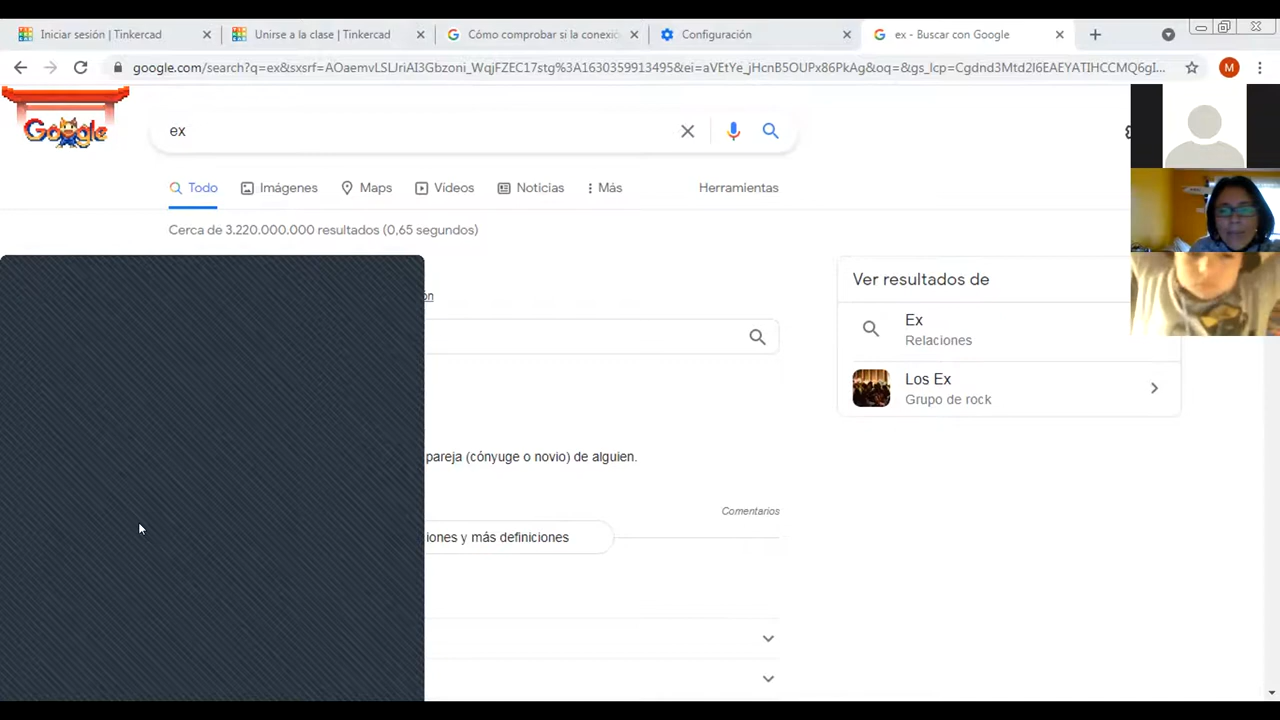 Iniciar sesión | Tinkercad
Unirse a la clase | Tinkercad
Cómo comprobar si la conexió
Configuración
ex - Buscar con Google
google.com/search?q=ex&sxsrf=AOaemvLSLJriAI3Gbzoni_WqjFZEC17stg%3A1630359913495&ei=aVEtYe_jHcnB5OUPx86PkAg&oq=&gs_lcp=Cgdnd3Mtd2l6EAEYATIHCCMQ6gI...
M
Google
ex
Todo
Imágenes
Maps
Videos
Noticias
Más
Herramientas
Cerca de 3.220.000.000 resultados (0,65 segundos)
Ver resultados de
ón
Ex
Relaciones
Los Ex
Grupo de rock
pareja (cónyuge o novio) de alguien.
Comentarios
iones y más definiciones